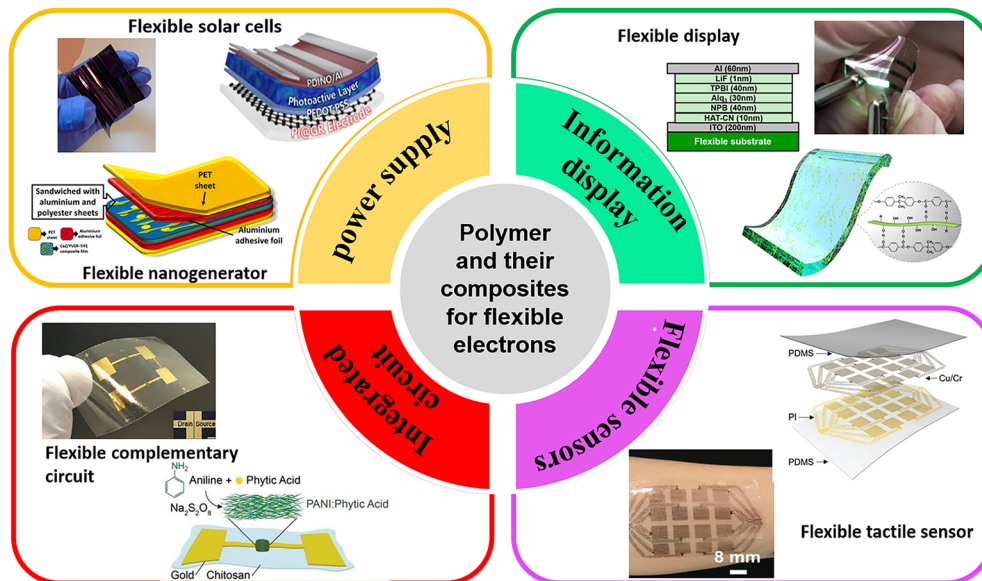 Flexible solar cells
PDINO/Al
Photoactive Layer
PEDOT:PSS
PI@GR Electrode
Sandwiched with
aluminium and
polyester sheets
PET
sheet
Aluminium
adhesive foil
PET
sheet
Aluminium
adhesive foil
composite film
Flexible nanogenerator
power supply
Flexible display
Al (60nm)
LiF (1nm)
TPBI (40nm)
Alq3 (30nm)
NPB (40nm)
HAT-CN (10nm)
ITO (200nm)
Flexible substrate
Information
display
Polymer
and their
composites
for flexible
electrons
Integrated
circuit
Drain Source
Flexible complementary
circuit
NH2
Aniline + Phytic Acid
Na2S2O8
PANI:Phytic Acid
Gold
Chitosan
Flexible sensors
PDMS
Cu/Cr
PI
PDMS
8 mm
Flexible tactile sensor